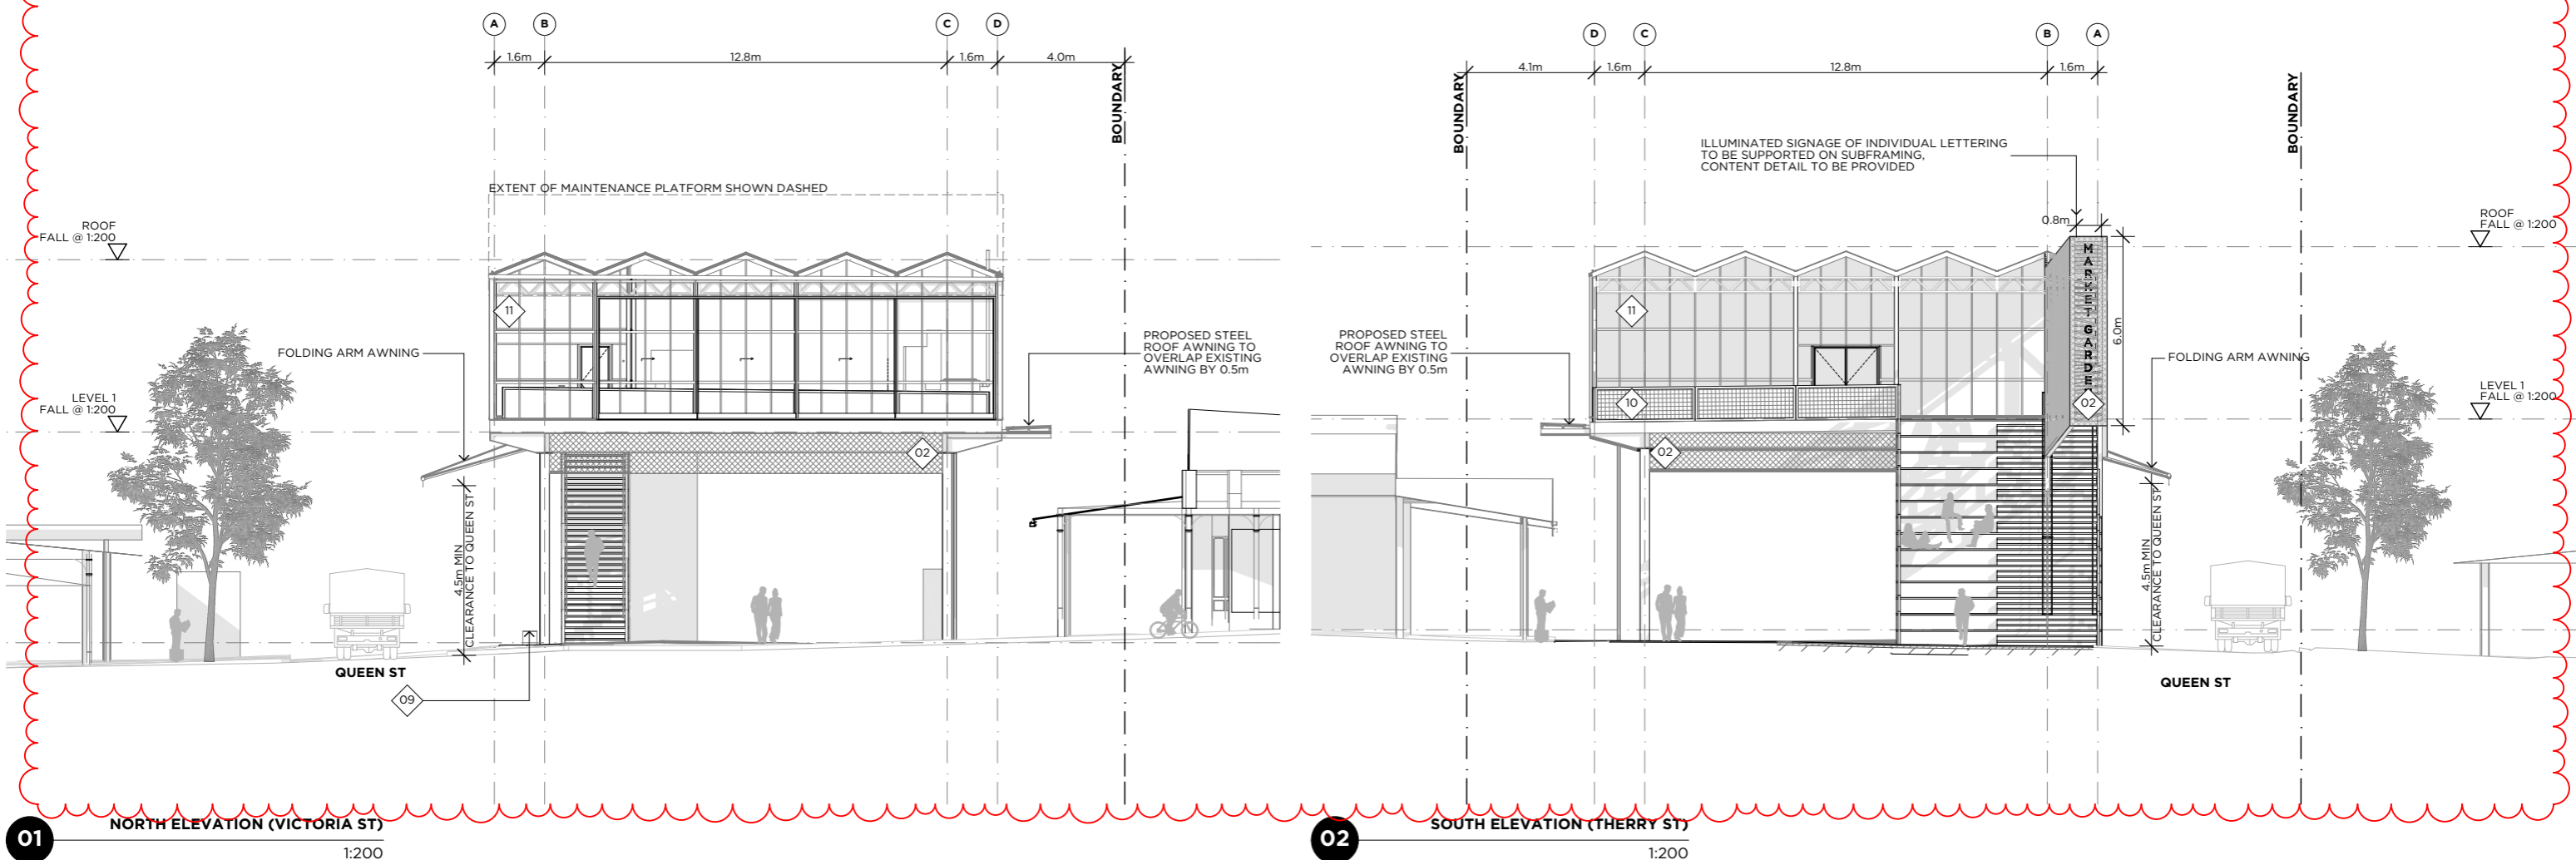 A B C D
1.6m 12.8m 1.6m 4.0m
BOUNDARY
EXTENT OF MAINTENANCE PLATFORM SHOWN DASHED
ROOF
FALL @ 1:200
11
FOLDING ARM AWNING
PROPOSED STEEL
ROOF AWNING TO
OVERLAP EXISTING
AWNING BY 0.5m
LEVEL 1
FALL @ 1:200
02
4.5m MIN
CLEARANCE TO QUEEN ST
QUEEN ST
09
01
NORTH ELEVATION (VICTORIA ST)
1:200
D C B A
4.1m 1.6m 12.8m 1.6m
BOUNDARY
BOUNDARY
ILLUMINATED SIGNAGE OF INDIVIDUAL LETTERING
TO BE SUPPORTED ON SUBFRAMING,
CONTENT DETAIL TO BE PROVIDED
0.8m
ROOF
FALL @ 1:200
MARKET GARDEN
6.0m
11
PROPOSED STEEL
ROOF AWNING TO
OVERLAP EXISTING
AWNING BY 0.5m
FOLDING ARM AWNING
LEVEL 1
FALL @ 1:200
10
02
02
4.5m MIN
CLEARANCE TO QUEEN ST
QUEEN ST
02
SOUTH ELEVATION (THERRY ST)
1:200